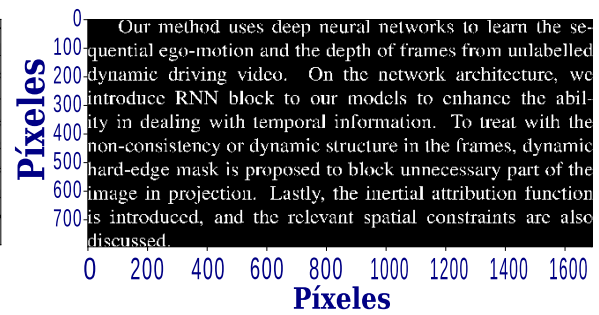 Our method uses deep neural networks to learn the se-
quential ego-motion and the depth of frames from unlabelled
dynamic driving video. On the network architecture, we
introduce RNN block to our models to enhance the abil-
ity in dealing with temporal information. To treat with the
non-consistency or dynamic structure in the frames, dynamic
hard-edge mask is proposed to block unnecessary part of the
image in projection. Lastly, the inertial attribution function
is introduced, and the relevant spatial constraints are also
discussed.
0
100
200
300
400
500
600
700
Píxeles
0 200 400 600 800 1000 1200 1400 1600
Píxeles